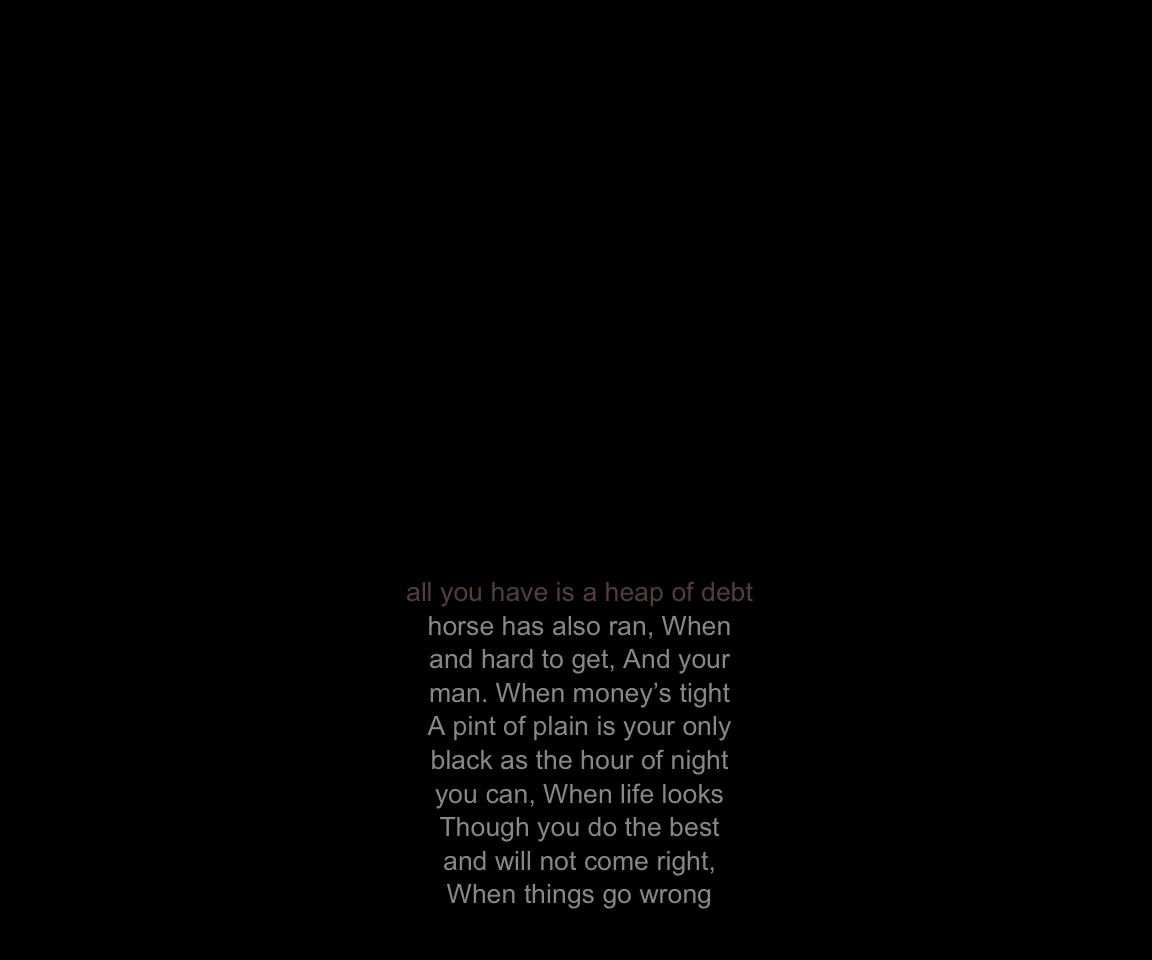 all you have is a heap of debt
horse has also ran, When
and hard to get, And your
man. When money’s tight
A pint of plain is your only
black as the hour of night
you can, When life looks
Though you do the best
and will not come right,
When things go wrong